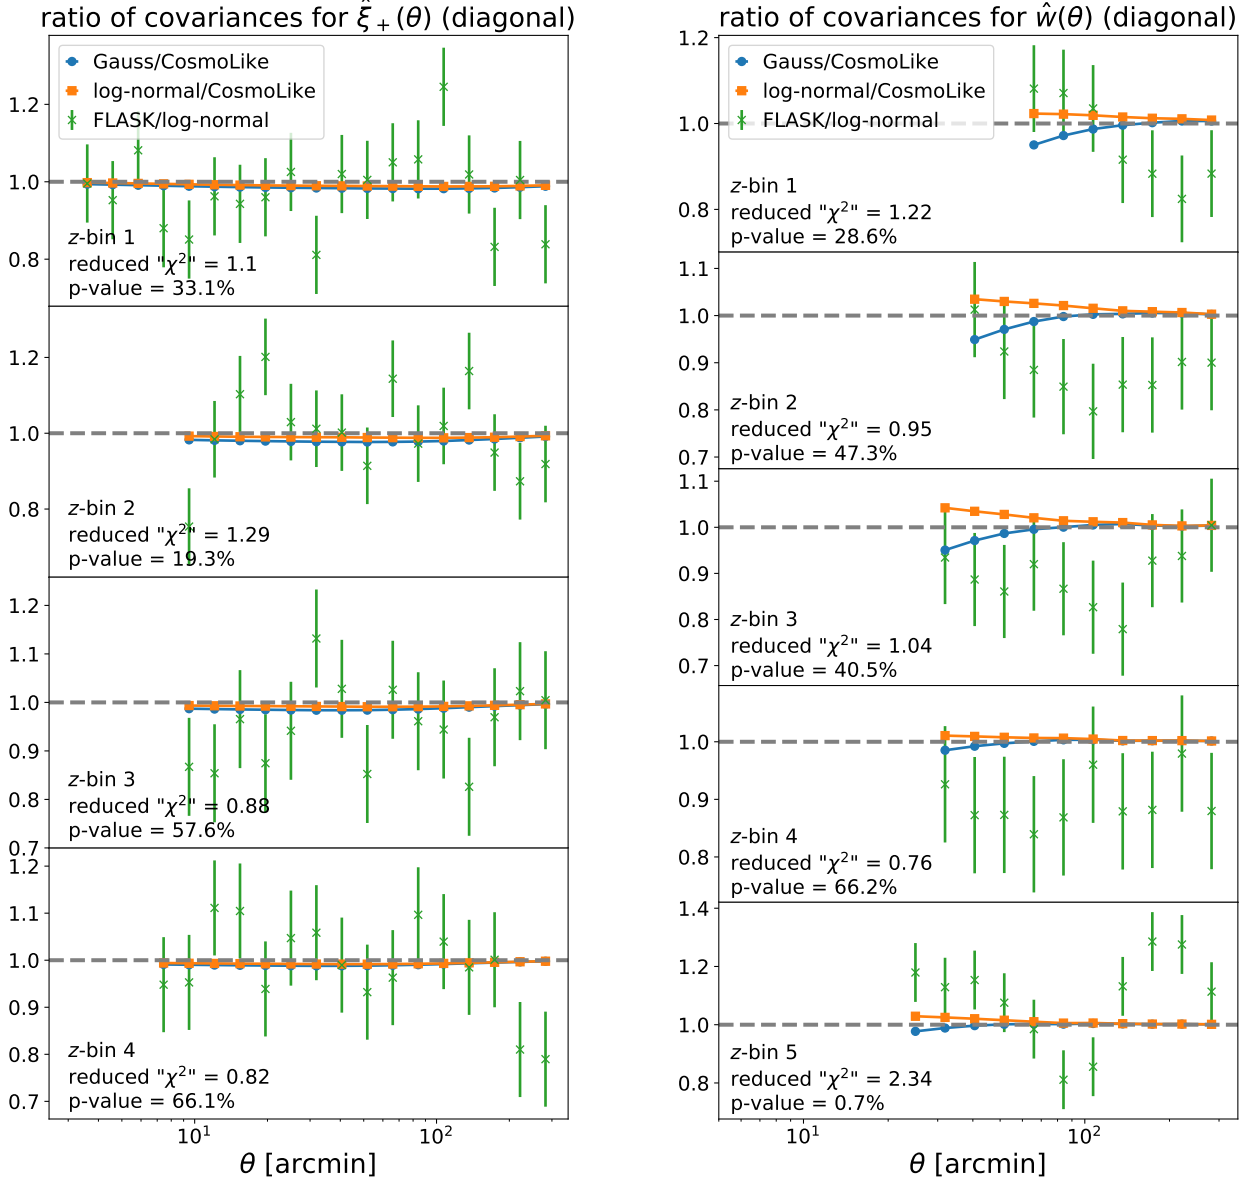 ratio of covariances for ξ̂₊(θ) (diagonal)
Gauss/CosmoLike
log-normal/CosmoLike
FLASK/log-normal
1.2
1.0
0.8
z-bin 1
reduced "χ²" = 1.1
p-value = 33.1%
1.2
1.0
0.8
z-bin 2
reduced "χ²" = 1.29
p-value = 19.3%
1.2
1.1
1.0
0.9
0.8
0.7
z-bin 3
reduced "χ²" = 0.88
p-value = 57.6%
1.2
1.1
1.0
0.9
0.8
0.7
z-bin 4
reduced "χ²" = 0.82
p-value = 66.1%
10¹
10²
θ [arcmin]
ratio of covariances for ŵ(θ) (diagonal)
Gauss/CosmoLike
log-normal/CosmoLike
FLASK/log-normal
1.2
1.0
0.8
z-bin 1
reduced "χ²" = 1.22
p-value = 28.6%
1.1
1.0
0.9
0.8
0.7
z-bin 2
reduced "χ²" = 0.95
p-value = 47.3%
1.1
1.0
0.9
0.8
0.7
z-bin 3
reduced "χ²" = 1.04
p-value = 40.5%
1.0
0.9
0.8
z-bin 4
reduced "χ²" = 0.76
p-value = 66.2%
1.4
1.2
1.0
0.8
z-bin 5
reduced "χ²" = 2.34
p-value = 0.7%
10¹
10²
θ [arcmin]